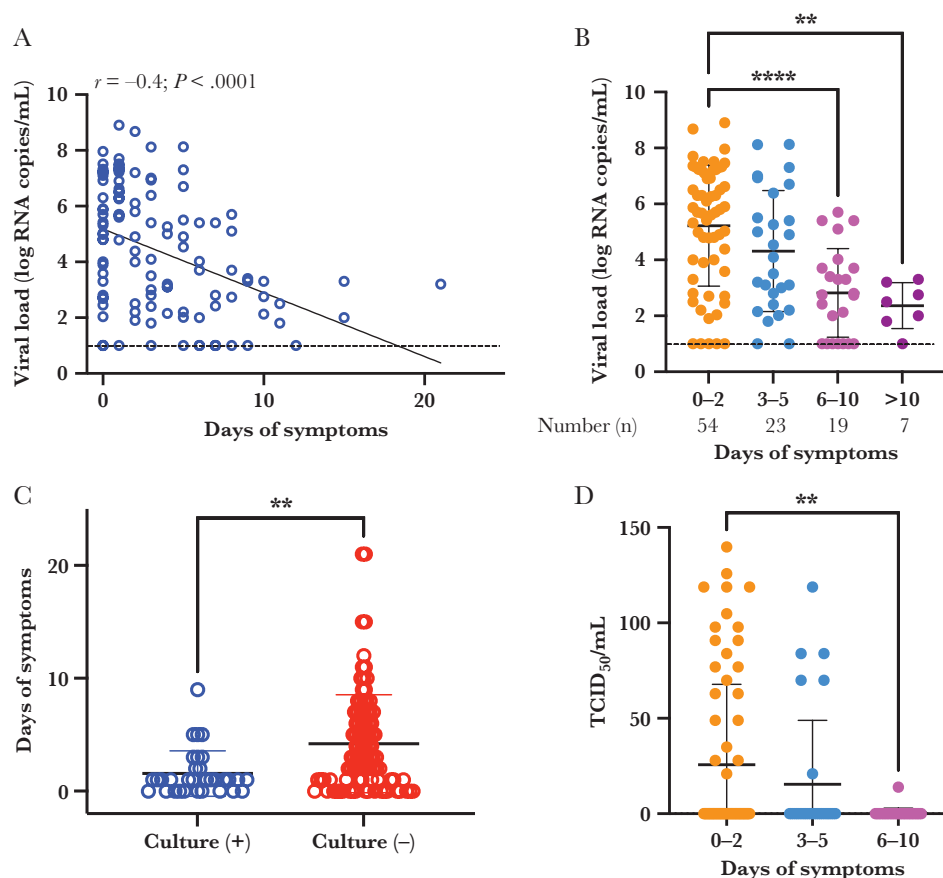 A
r = –0.4; P < .0001
Viral load (log RNA copies/mL)
10
8
6
4
2
0
0
10
20
Days of symptoms
B
**
****
Viral load (log RNA copies/mL)
10
8
6
4
2
0
0–2
3–5
6–10
>10
Number (n)
54
23
19
7
Days of symptoms
C
**
Days of symptoms
20
10
0
Culture (+)
Culture (–)
D
**
TCID50/mL
150
100
50
0
0–2
3–5
6–10
Days of symptoms